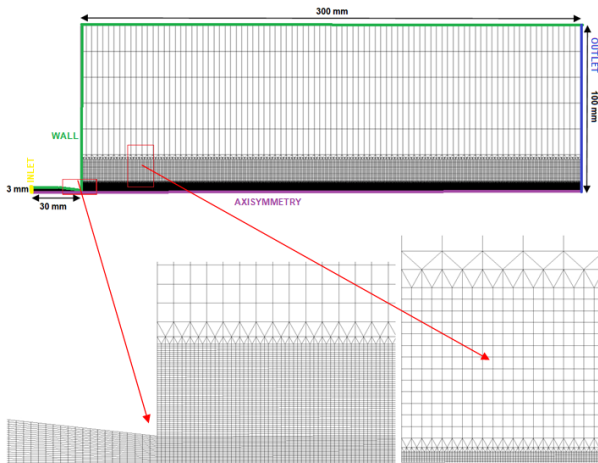 300 mm
OUTLET
100 mm
WALL
INLET
3 mm
30 mm
AXISYMMETRY